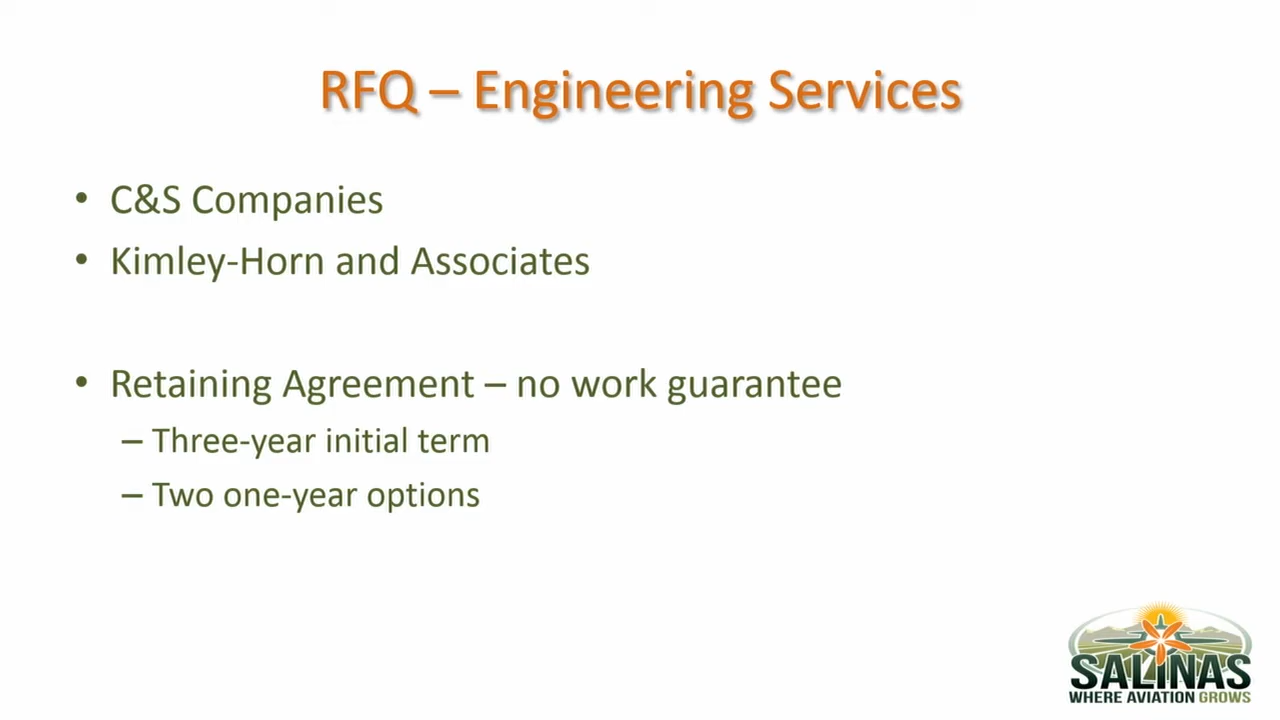 RFQ – Engineering Services
• C&S Companies
• Kimley-Horn and Associates
• Retaining Agreement – no work guarantee
– Three-year initial term
– Two one-year options
SALINAS
WHERE AVIATION GROWS